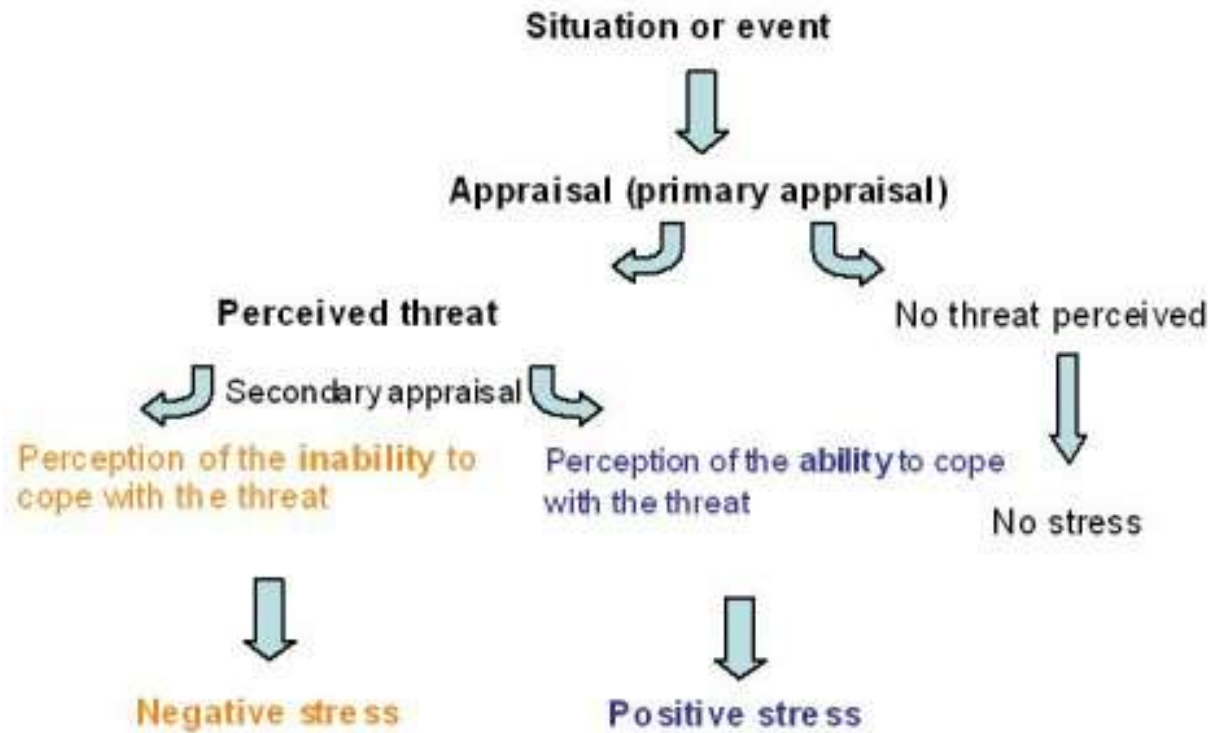 Situation or event
Appraisal (primary appraisal)
Perceived threat
No threat perceived
Secondary appraisal
Perception of the inability to
cope with the threat
Perception of the ability to cope
with the threat
No stress
Negative stress
Positive stress